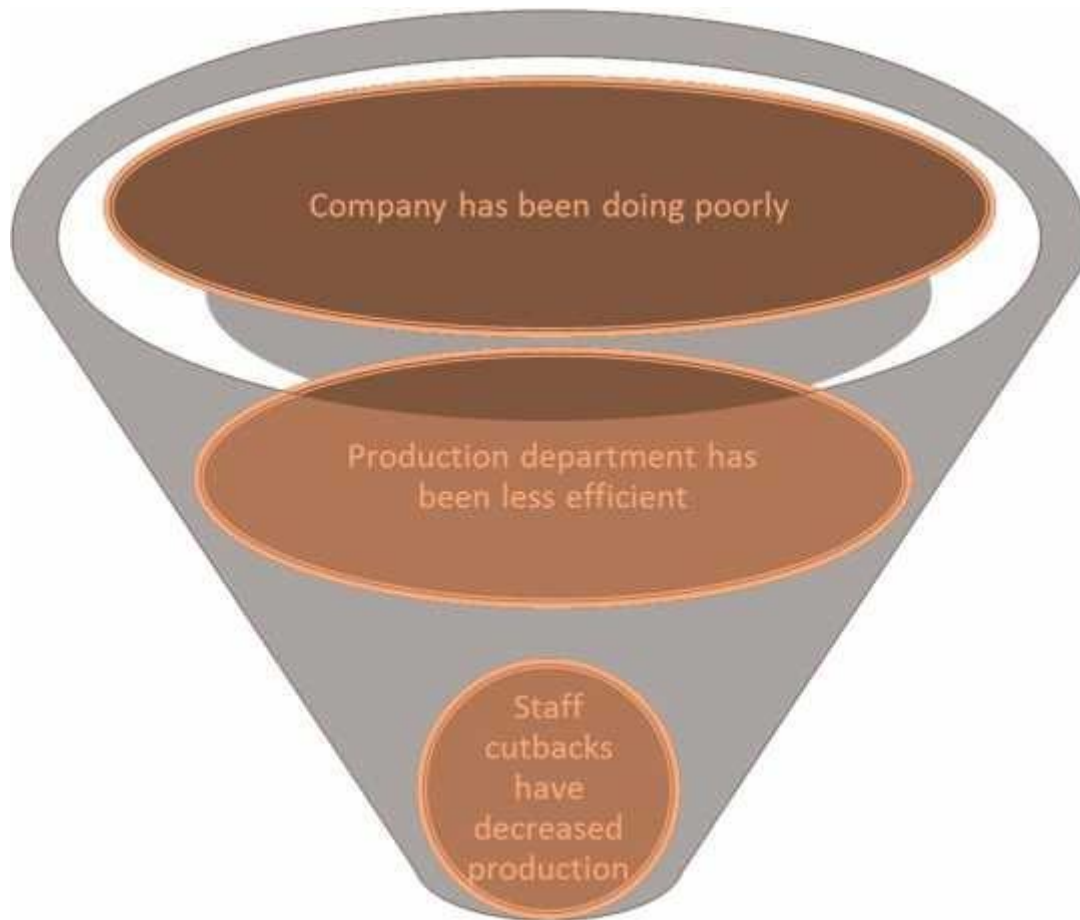 Company has been doing poorly
Production department has
been less efficient
Staff
cutbacks
have
decreased
production